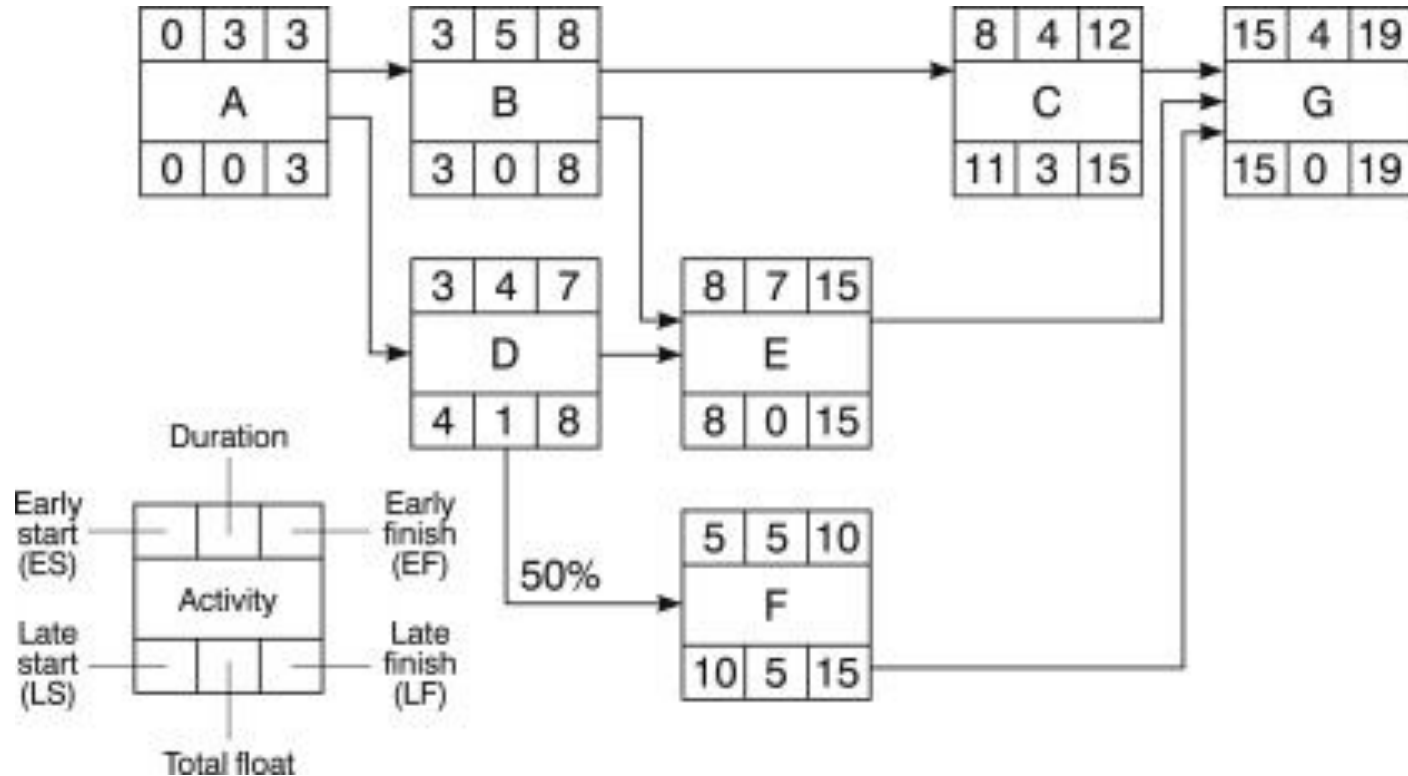 0 3 3
A
0 0 3
3 5 8
B
3 0 8
8 4 12
C
11 3 15
15 4 19
G
15 0 19
3 4 7
D
4 1 8
8 7 15
E
8 0 15
50%
5 5 10
F
10 5 15
Duration
Early
start
(ES)
Early
finish
(EF)
Activity
Late
start
(LS)
Late
finish
(LF)
Total float